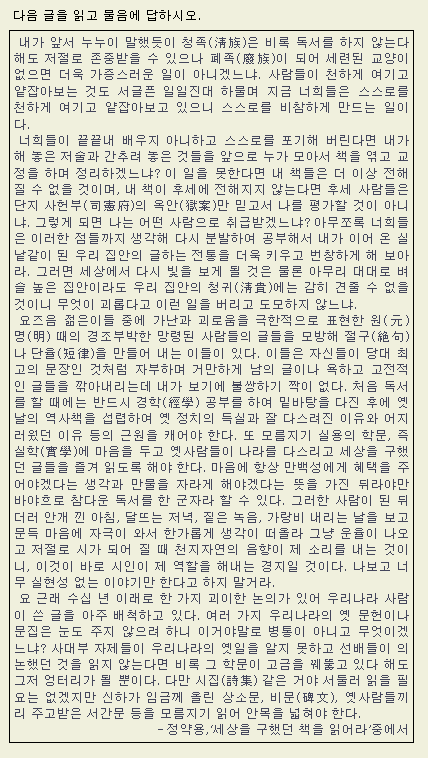 다음 글을 읽고 물음에 답하시오.
내가 앞서 누누이 말했듯이 청족(淸族)은 비록 독서를 하지 않는다
해도 저절로 존중받을 수 있으나 폐족(廢族)이 되어 세련된 교양이
없으면 더욱 가증스러운 일이 아니겠느냐. 사람들이 천하게 여기고
얕잡아보는 것도 서글픈 일일진대 하물며 지금 너희들은 스스로를
천하게 여기고 얕잡아보고 있으니 스스로를 비참하게 만드는 일이
다.
너희들이 끝끝내 배우지 아니하고 스스로를 포기해 버린다면 내가
해 놓은 저술과 간추려 놓은 것들을 앞으로 누가 모아서 책을 엮고 교
정을 하며 정리하겠느냐? 이 일을 못한다면 내 책들은 더 이상 전해
질 수 없을 것이며, 내 책이 후세에 전해지지 않는다면 후세 사람들은
단지 사헌부(司憲府)의 옥안(獄案)만 믿고서 나를 평가할 것이 아니
냐. 그렇게 되면 나는 어떤 사람으로 취급받겠느냐? 아무쪼록 너희들
은 이러한 점들까지 생각해 다시 분발하여 공부해서 내가 이어 온 실
낱같이 된 우리 집안의 글하는 전통을 더욱 키우고 번창하게 해 보아
라. 그러면 세상에서 다시 빛을 보게 될 것은 물론 아무리 대대로 벼
슬 높은 집안이라도 우리 집안의 청귀(淸貴)에는 감히 견줄 수 없을
것이니 무엇이 괴롭다고 이런 일을 버리고 도모하지 않느냐.
요즈음 젊은이들 중에 가난과 괴로움을 극한적으로 표현한 원(元)
명(明) 때의 경조부박한 망령된 사람들의 글들을 모방해 절구(絶句)
나 단율(短律)을 만들어 내는 이들이 있다. 이들은 자신들이 당대 최
고의 문장인 것처럼 자부하며 거만하게 남의 글이나 욕하고 고전적
인 글들을 깎아내리는데 내가 보기에 불쌍하기 짝이 없다. 처음 독서
를 할 때에는 반드시 경학(經學) 공부를 하여 밑바탕을 다진 후에 옛
날의 역사책을 섭렵하여 옛 정치의 득실과 잘 다스려진 이유와 어지
러웠던 이유 등의 근원을 캐어야 한다. 또 모름지기 실용의 학문, 즉
실학(實學)에 마음을 두고 옛사람들이 나라를 다스리고 세상을 구했
던 글들을 즐겨 읽도록 해야 한다. 마음에 항상 만백성에게 혜택을 주
어야겠다는 생각과 만물을 자라게 해야겠다는 뜻을 가진 뒤라야만
바야흐로 참다운 독서를 한 군자라 할 수 있다. 그러한 사람이 된 뒤
더러 안개 낀 아침, 달뜨는 저녁, 짙은 녹음, 가랑비 내리는 날을 보고
문득 마음에 자극이 와서 한가롭게 생각이 떠올라 그냥 운율이 나오
고 저절로 시가 되어 질 때 천지자연의 음향이 제 소리를 내는 것이
니, 이것이 바로 시인이 제 역할을 해내는 경지일 것이다. 나보고 너
무 실현성 없는 이야기만 한다고 하지 말거라.
요 근래 수십 년 이래로 한 가지 괴이한 논의가 있어 우리나라 사람
이 쓴 글을 아주 배척하고 있다. 여러 가지 우리나라의 옛 문헌이나
문집은 눈도 주지 않으려 하니 이거야말로 병통이 아니고 무엇이겠
느냐? 사대부 자제들이 우리나라의 옛일을 알지 못하고 선배들이 의
논했던 것을 읽지 않는다면 비록 그 학문이 고금을 꿰뚫고 있다 해도
그저 엉터리가 될 뿐이다. 다만 시집(詩集) 같은 거야 서둘러 읽을 필
요는 없겠지만 신하가 임금께 올린 상소문, 비문(碑文), 옛사람들끼
리 주고받은 서간문 등을 모름지기 읽어 안목을 넓혀야 한다.
- 정약용,‘세상을 구했던 책을 읽어라’중에서